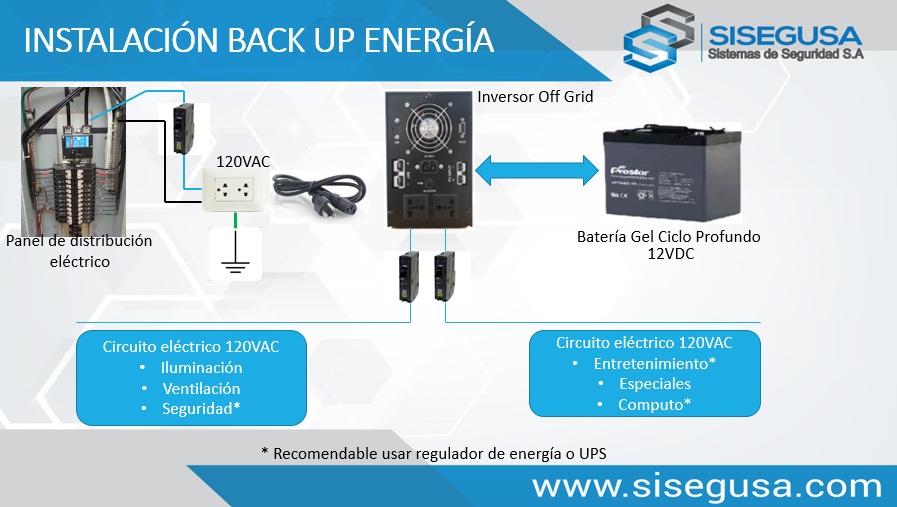 INSTALACIÓN BACK UP ENERGÍA
SISEGUSA
Sistemas de Seguridad S.A
Inversor Off Grid
120VAC
Prostar
Panel de distribución
eléctrico
Batería Gel Ciclo Profundo
12VDC
Circuito eléctrico 120VAC
• Iluminación
• Ventilación
• Seguridad*
Circuito eléctrico 120VAC
• Entretenimiento*
• Especiales
• Computo*
* Recomendable usar regulador de energía o UPS
www.sisegusa.com